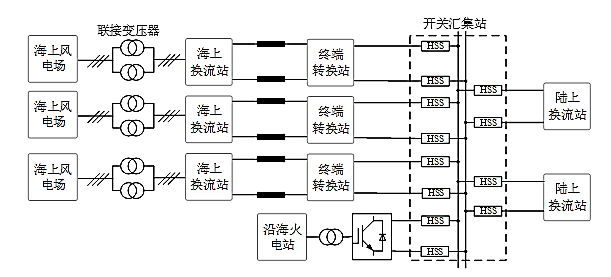 联接变压器
开关汇集站
海上风
电场
海上
换流站
终端
转换站
HSS
HSS
HSS
陆上
换流站
海上风
电场
海上
换流站
终端
转换站
HSS
HSS
HSS
海上风
电场
海上
换流站
终端
转换站
HSS
HSS
HSS
陆上
换流站
HSS
沿海火
电站
HSS
HSS